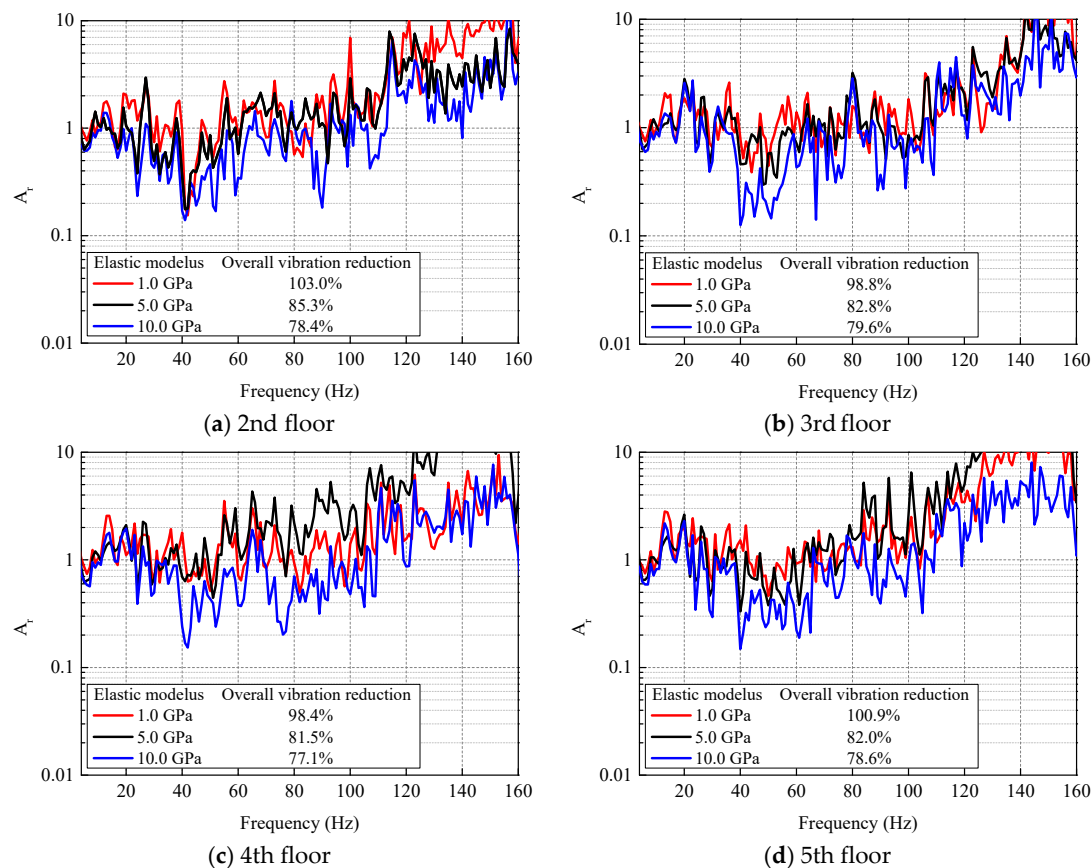 10
1
0.1
0.01
A_r
Elastic modelus Overall vibration reduction
1.0 GPa 103.0%
5.0 GPa 85.3%
10.0 GPa 78.4%
20 40 60 80 100 120 140 160
Frequency (Hz)
(a) 2nd floor
10
1
0.1
0.01
A_r
Elastic modelus Overall vibration reduction
1.0 GPa 98.8%
5.0 GPa 82.8%
10.0 GPa 79.6%
20 40 60 80 100 120 140 160
Frequency (Hz)
(b) 3rd floor
10
1
0.1
0.01
A_r
Elastic modelus Overall vibration reduction
1.0 GPa 98.4%
5.0 GPa 81.5%
10.0 GPa 77.1%
20 40 60 80 100 120 140 160
Frequency (Hz)
(c) 4th floor
10
1
0.1
0.01
A_r
Elastic modelus Overall vibration reduction
1.0 GPa 100.9%
5.0 GPa 82.0%
10.0 GPa 78.6%
20 40 60 80 100 120 140 160
Frequency (Hz)
(d) 5th floor